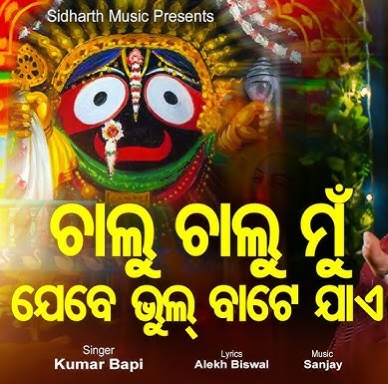 Sidharth Music Presents
ଚାଲୁ ଚାଲୁ ମୁଁ
ଯେବେ ଭୁଲ୍ ବାଟେ ଯାଏ
Singer Lyrics Music
Kumar Bapi Alekh Biswal Sanjay